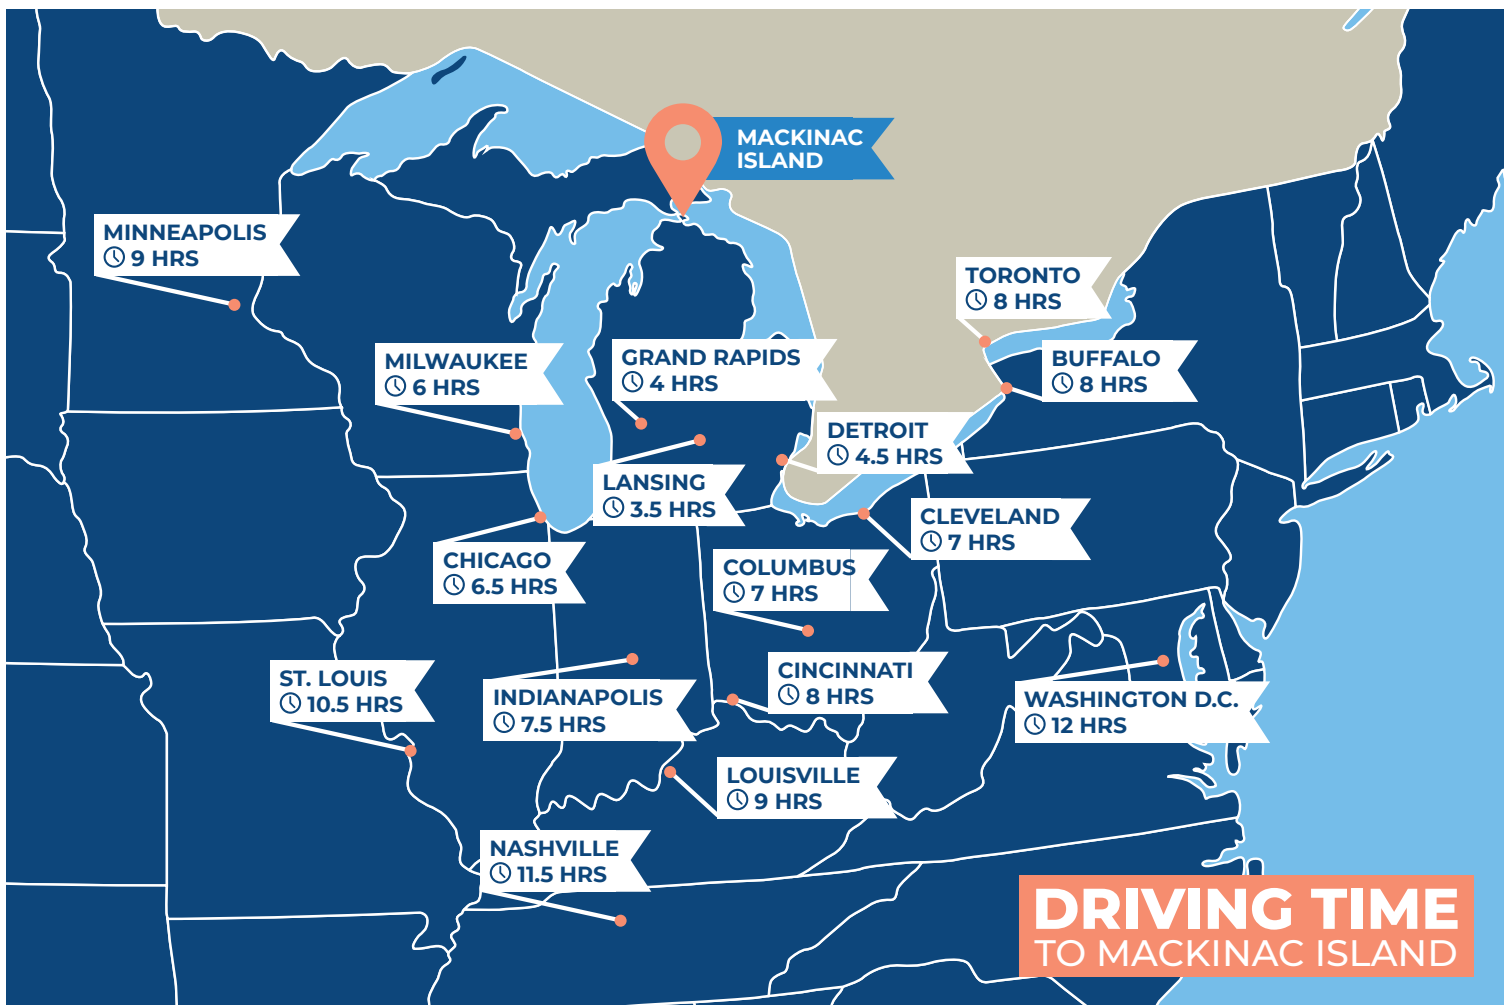 MACKINAC
ISLAND
MINNEAPOLIS
9 HRS
TORONTO
8 HRS
MILWAUKEE
6 HRS
GRAND RAPIDS
4 HRS
BUFFALO
8 HRS
DETROIT
4.5 HRS
LANSING
3.5 HRS
CLEVELAND
7 HRS
CHICAGO
6.5 HRS
COLUMBUS
7 HRS
ST. LOUIS
10.5 HRS
INDIANAPOLIS
7.5 HRS
CINCINNATI
8 HRS
WASHINGTON D.C.
12 HRS
LOUISVILLE
9 HRS
NASHVILLE
11.5 HRS
DRIVING TIME
TO MACKINAC ISLAND